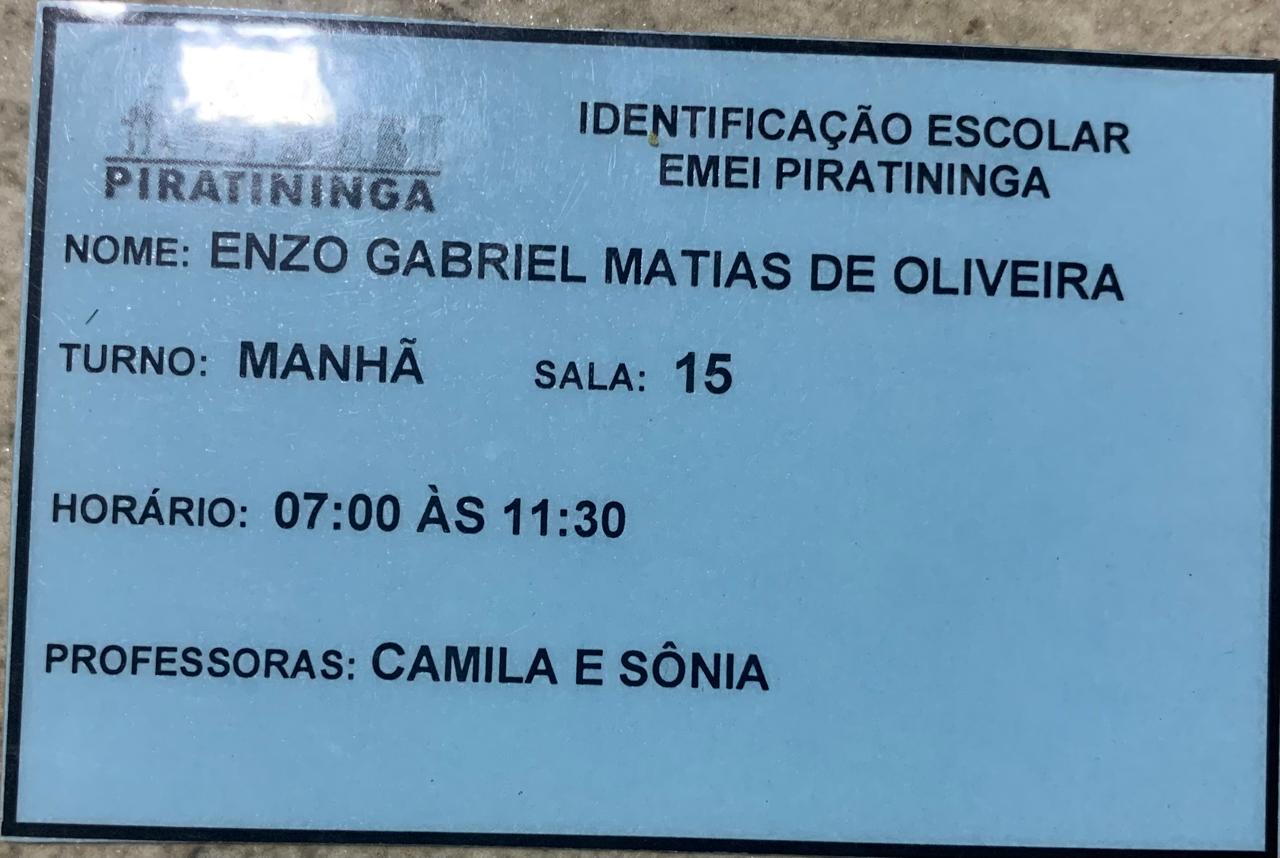 IDENTIFICAÇÃO ESCOLAR
EMEI PIRATININGA
PIRATININGA
NOME: ENZO GABRIEL MATIAS DE OLIVEIRA
TURNO: MANHÃ SALA: 15
HORÁRIO: 07:00 ÀS 11:30
PROFESSORAS: CAMILA E SÔNIA